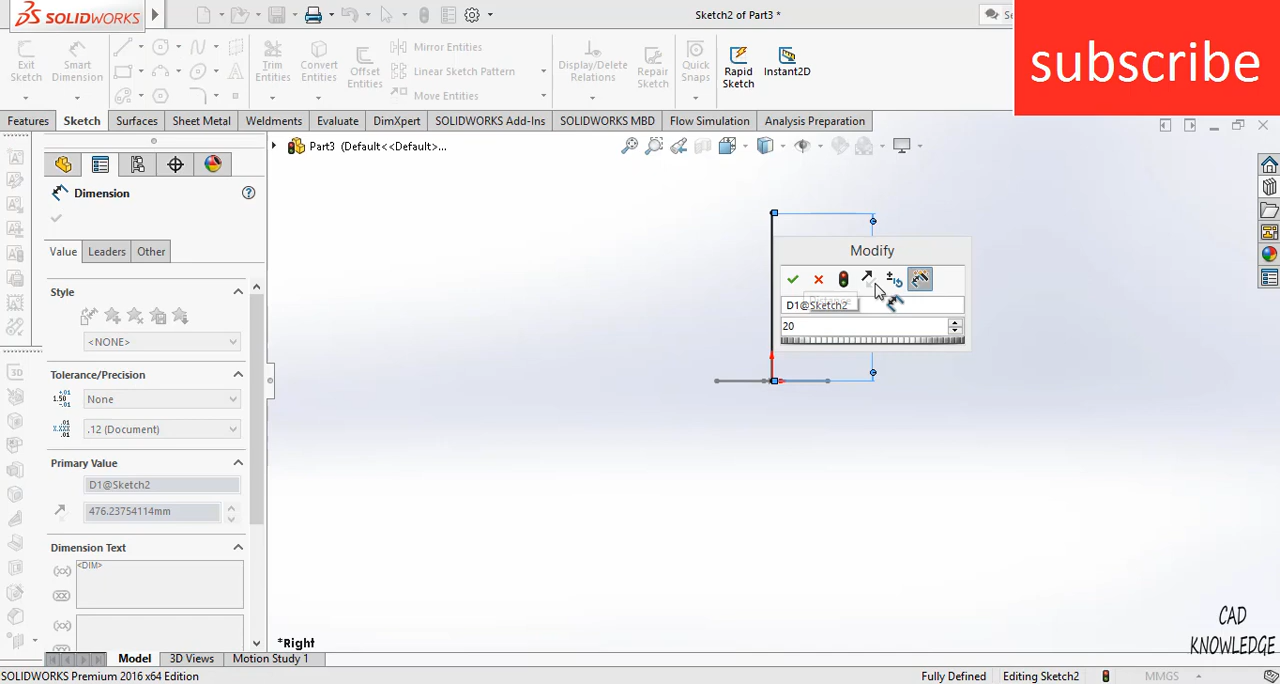 SOLIDWORKS
Sketch2 of Part3 *
subscribe
Exit Sketch
Smart Dimension
Trim Entities
Convert Entities
Offset Entities
Mirror Entities
Linear Sketch Pattern
Move Entities
Display/Delete Relations
Repair Sketch
Quick Snaps
Rapid Sketch
Instant2D
Features
Sketch
Surfaces
Sheet Metal
Weldments
Evaluate
DimXpert
SOLIDWORKS Add-Ins
SOLIDWORKS MBD
Flow Simulation
Analysis Preparation
Part3 (Default<<Default>...
Dimension
Value
Leaders
Other
Style
<NONE>
Tolerance/Precision
None
.12 (Document)
Primary Value
D1@Sketch2
476.23754114mm
Dimension Text
<DIM>
Modify
D1@Sketch2
20
*Right
CAD
KNOWLEDGE
Model
3D Views
Motion Study 1
SOLIDWORKS Premium 2016 x64 Edition
Fully Defined
Editing Sketch2
MMGS